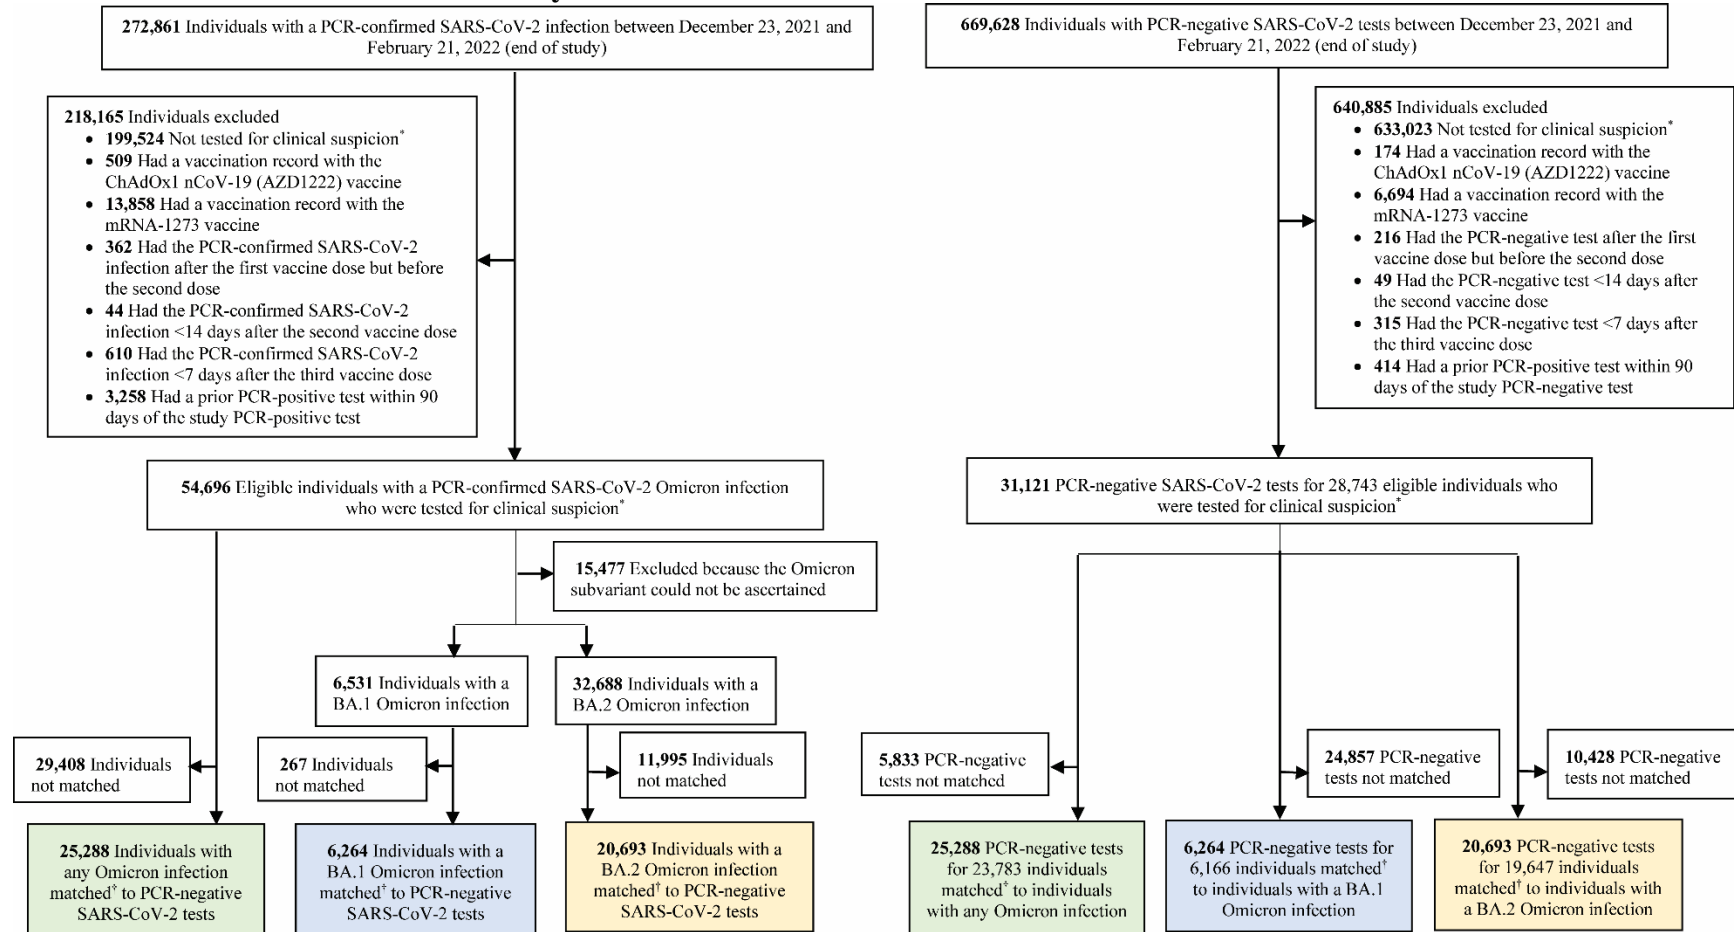 272,861 Individuals with a PCR-confirmed SARS-CoV-2 infection between December 23, 2021 and
February 21, 2022 (end of study)
218,165 Individuals excluded
• 199,524 Not tested for clinical suspicion*
• 509 Had a vaccination record with the
ChAdOx1 nCoV-19 (AZD1222) vaccine
• 13,858 Had a vaccination record with the
mRNA-1273 vaccine
• 362 Had the PCR-confirmed SARS-CoV-2
infection after the first vaccine dose but before
the second dose
• 44 Had the PCR-confirmed SARS-CoV-2
infection <14 days after the second vaccine dose
• 610 Had the PCR-confirmed SARS-CoV-2
infection <7 days after the third vaccine dose
• 3,258 Had a prior PCR-positive test within 90
days of the study PCR-positive test
54,696 Eligible individuals with a PCR-confirmed SARS-CoV-2 Omicron infection
who were tested for clinical suspicion*
15,477 Excluded because the Omicron
subvariant could not be ascertained
6,531 Individuals with a
BA.1 Omicron infection
32,688 Individuals with a
BA.2 Omicron infection
29,408 Individuals
not matched
267 Individuals
not matched
11,995 Individuals
not matched
25,288 Individuals with
any Omicron infection
matched† to PCR-negative
SARS-CoV-2 tests
6,264 Individuals with a
BA.1 Omicron infection
matched† to PCR-negative
SARS-CoV-2 tests
20,693 Individuals with a
BA.2 Omicron infection
matched† to PCR-negative
SARS-CoV-2 tests
669,628 Individuals with PCR-negative SARS-CoV-2 tests between December 23, 2021 and
February 21, 2022 (end of study)
640,885 Individuals excluded
• 633,023 Not tested for clinical suspicion*
• 174 Had a vaccination record with the
ChAdOx1 nCoV-19 (AZD1222) vaccine
• 6,694 Had a vaccination record with the
mRNA-1273 vaccine
• 216 Had the PCR-negative test after the first
vaccine dose but before the second dose
• 49 Had the PCR-negative test <14 days after
the second vaccine dose
• 315 Had the PCR-negative test <7 days after
the third vaccine dose
• 414 Had a prior PCR-positive test within 90
days of the study PCR-negative test
31,121 PCR-negative SARS-CoV-2 tests for 28,743 eligible individuals who
were tested for clinical suspicion*
5,833 PCR-negative
tests not matched
24,857 PCR-negative
tests not matched
10,428 PCR-negative
tests not matched
25,288 PCR-negative tests
for 23,783 individuals
matched† to individuals
with any Omicron infection
6,264 PCR-negative tests for
6,166 individuals matched†
to individuals with a BA.1
Omicron infection
20,693 PCR-negative tests
for 19,647 individuals
matched† to individuals with
a BA.2 Omicron infection